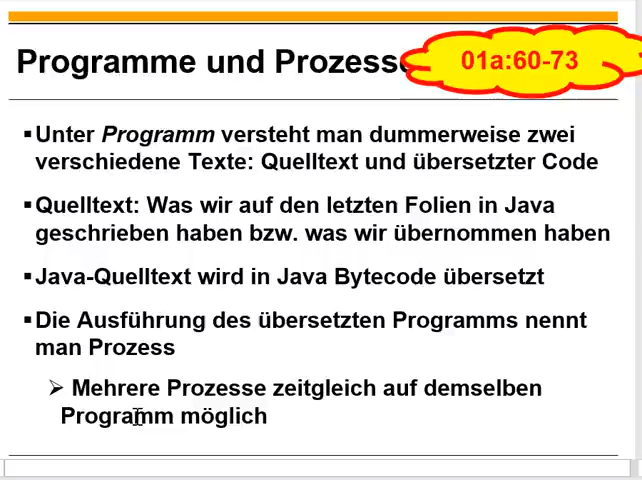 Programme und Prozesse
01a:60-73
▪Unter Programm versteht man dummerweise zwei
verschiedene Texte: Quelltext und übersetzter Code
▪Quelltext: Was wir auf den letzten Folien in Java
geschrieben haben bzw. was wir übernommen haben
▪Java-Quelltext wird in Java Bytecode übersetzt
▪Die Ausführung des übersetzten Programms nennt
man Prozess
➢ Mehrere Prozesse zeitgleich auf demselben
Programm möglich